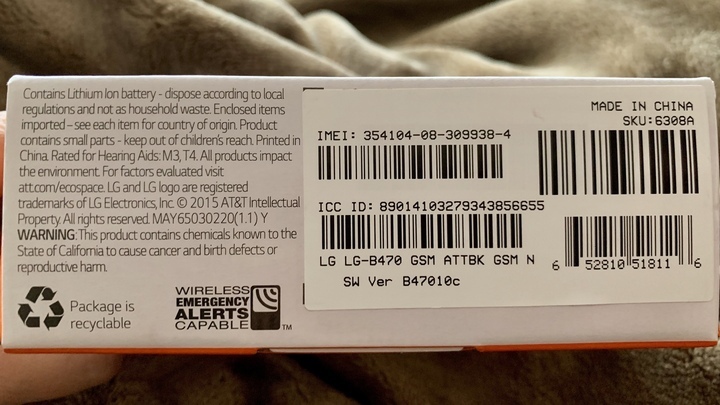 Contains Lithium Ion battery - dispose according to local
regulations and not as household waste. Enclosed items
imported – see each item for country of origin. Product
contains small parts - keep out of children's reach. Printed in
China. Rated for Hearing Aids: M3, T4. All products impact
the environment. For factors evaluated visit
att.com/ecospace. LG and LG logo are registered
trademarks of LG Electronics, Inc. © 2015 AT&T Intellectual
Property. All rights reserved. MAY65030220(1.1) Y
WARNING: This product contains chemicals known to the
State of California to cause cancer and birth defects or
reproductive harm.
Package is
recyclable
WIRELESS
EMERGENCY
ALERTS
CAPABLE
TM
MADE IN CHINA
SKU:6308A
IMEI: 354104-08-309938-4
ICC ID: 89014103279343856655
LG LG-B470 GSM ATTBK GSM N
SW Ver B47010c
6 52810 51811 6